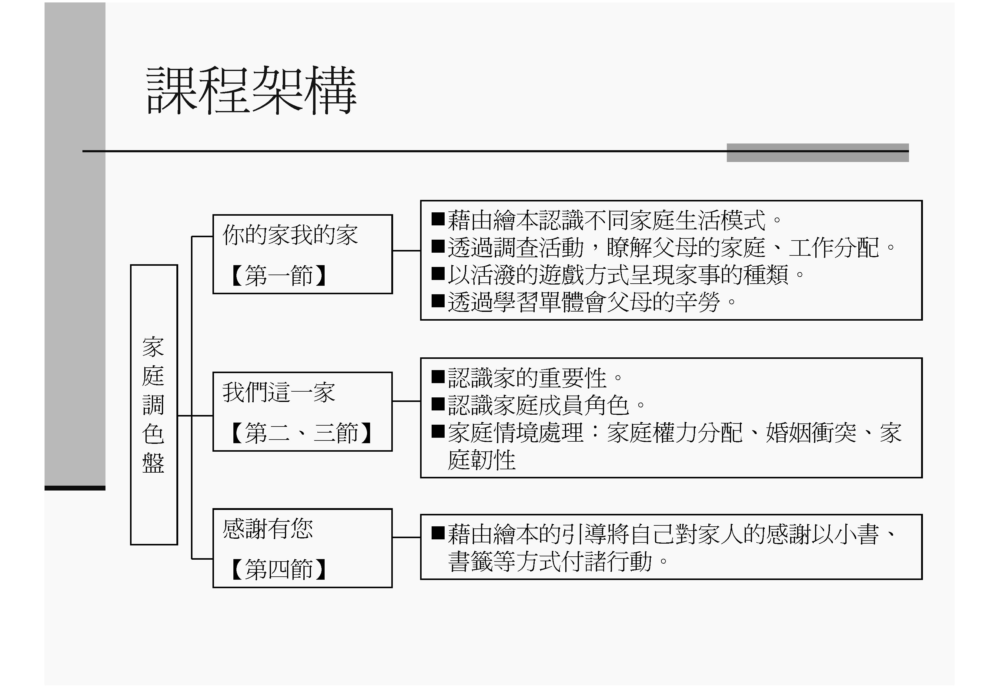 課程架構
家庭調色盤
你的家我的家
【第一節】
■藉由繪本認識不同家庭生活模式。
■透過調查活動，瞭解父母的家庭、工作分配。
■以活潑的遊戲方式呈現家事的種類。
■透過學習單體會父母的辛勞。
我們這一家
【第二、三節】
■認識家的重要性。
■認識家庭成員角色。
■家庭情境處理：家庭權力分配、婚姻衝突、家
庭韌性
感謝有您
【第四節】
■藉由繪本的引導將自己對家人的感謝以小書、
書籤等方式付諸行動。